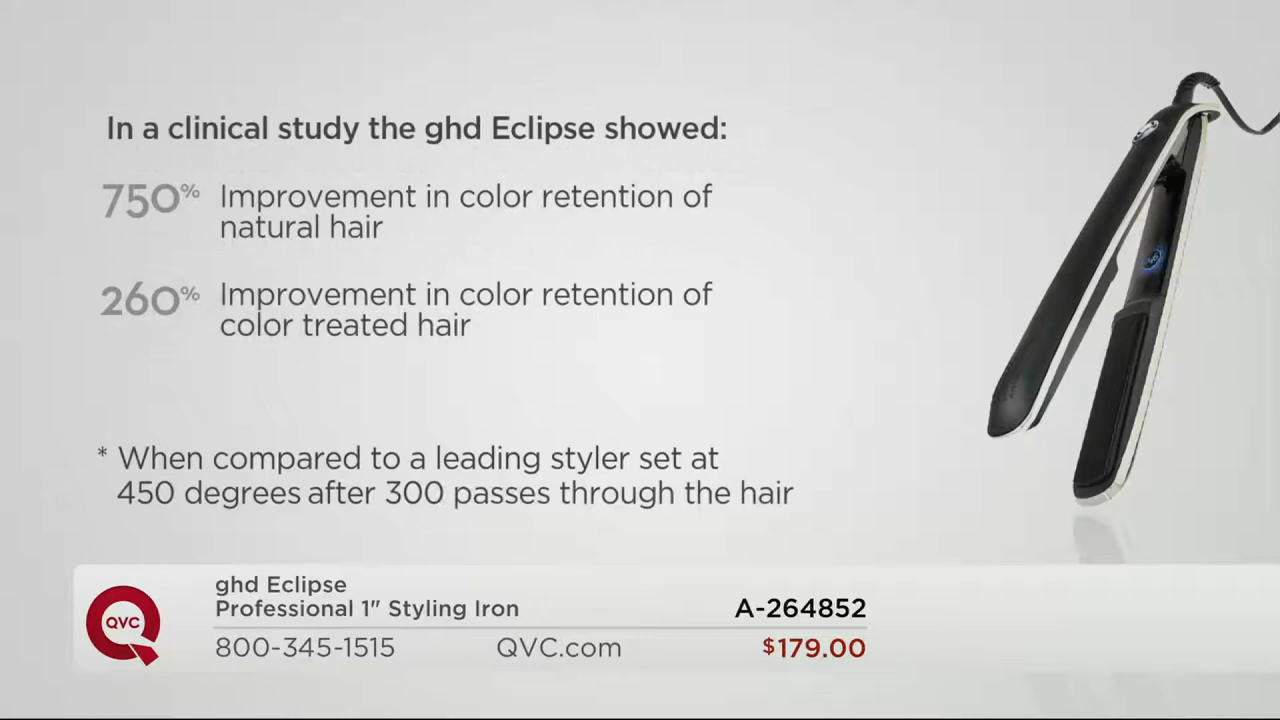 In a clinical study the ghd Eclipse showed:
750% Improvement in color retention of
natural hair
260% Improvement in color retention of
color treated hair
* When compared to a leading styler set at
450 degrees after 300 passes through the hair
QVC
ghd Eclipse
Professional 1" Styling Iron
A-264852
800-345-1515
QVC.com
$179.00